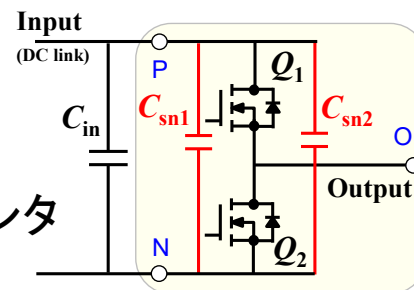 Input
(DC link)
P
Q1
Csn1
Csn2
Cin
O
Output
ンタ
N
Q2